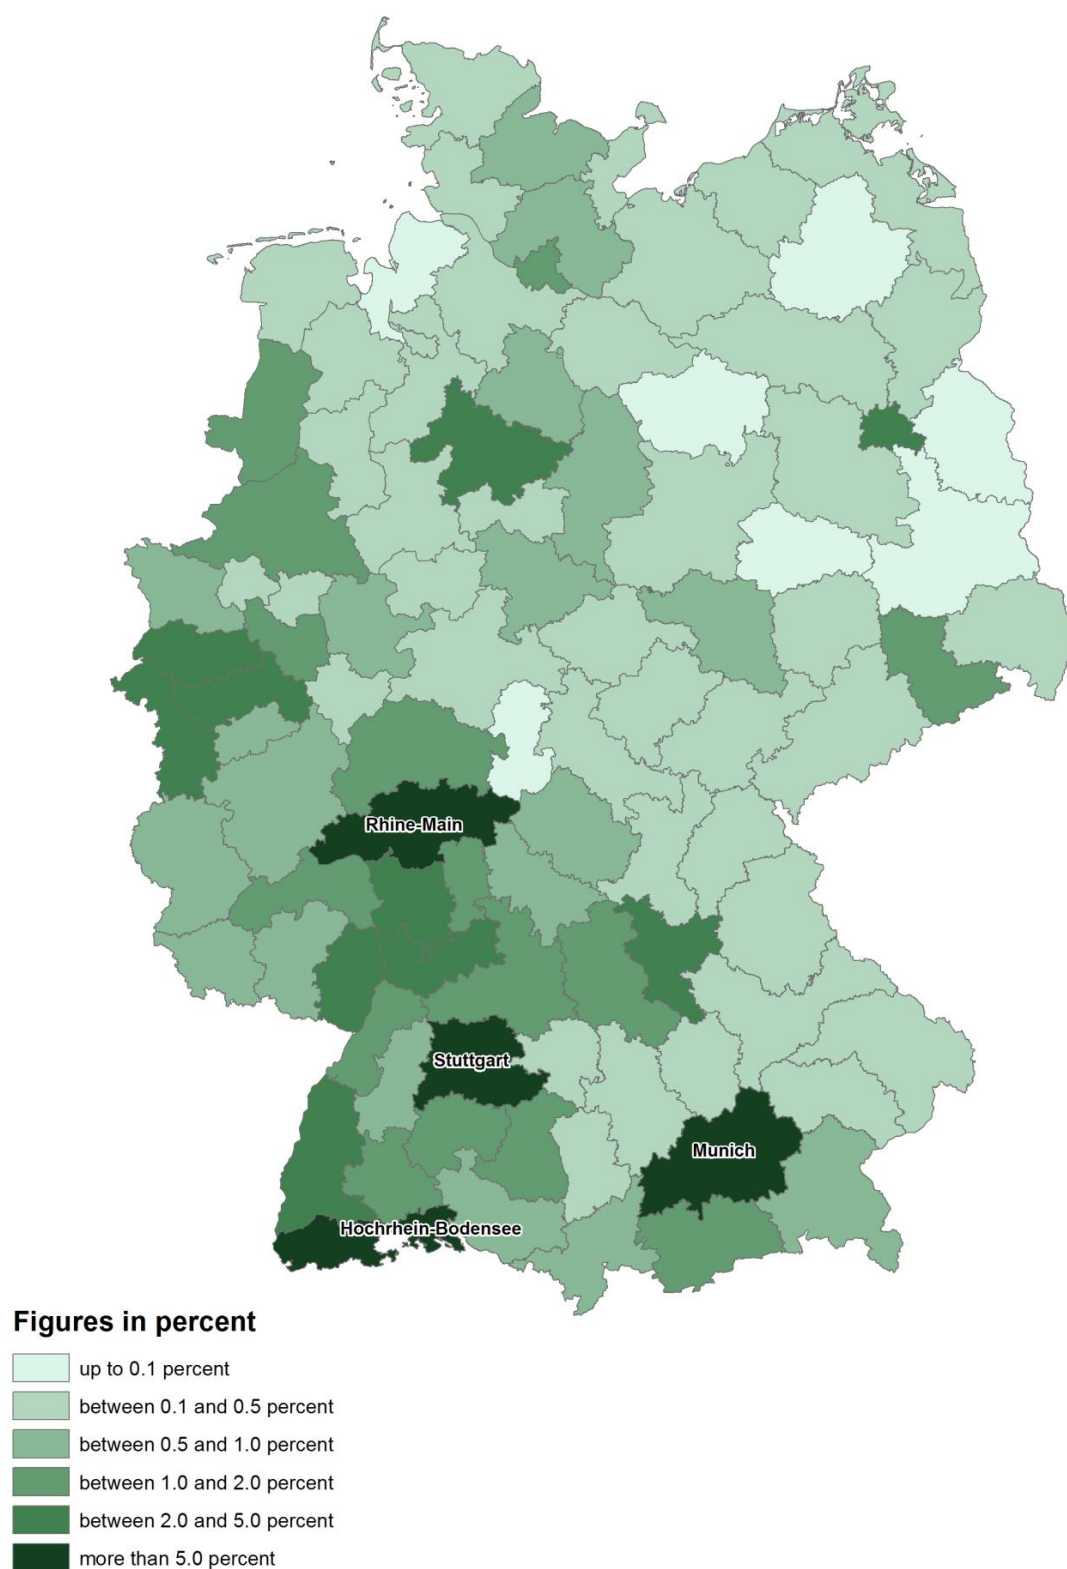 Rhine-Main
Stuttgart
Munich
Hochrhein-Bodensee
Figures in percent
up to 0.1 percent
between 0.1 and 0.5 percent
between 0.5 and 1.0 percent
between 1.0 and 2.0 percent
between 2.0 and 5.0 percent
more than 5.0 percent